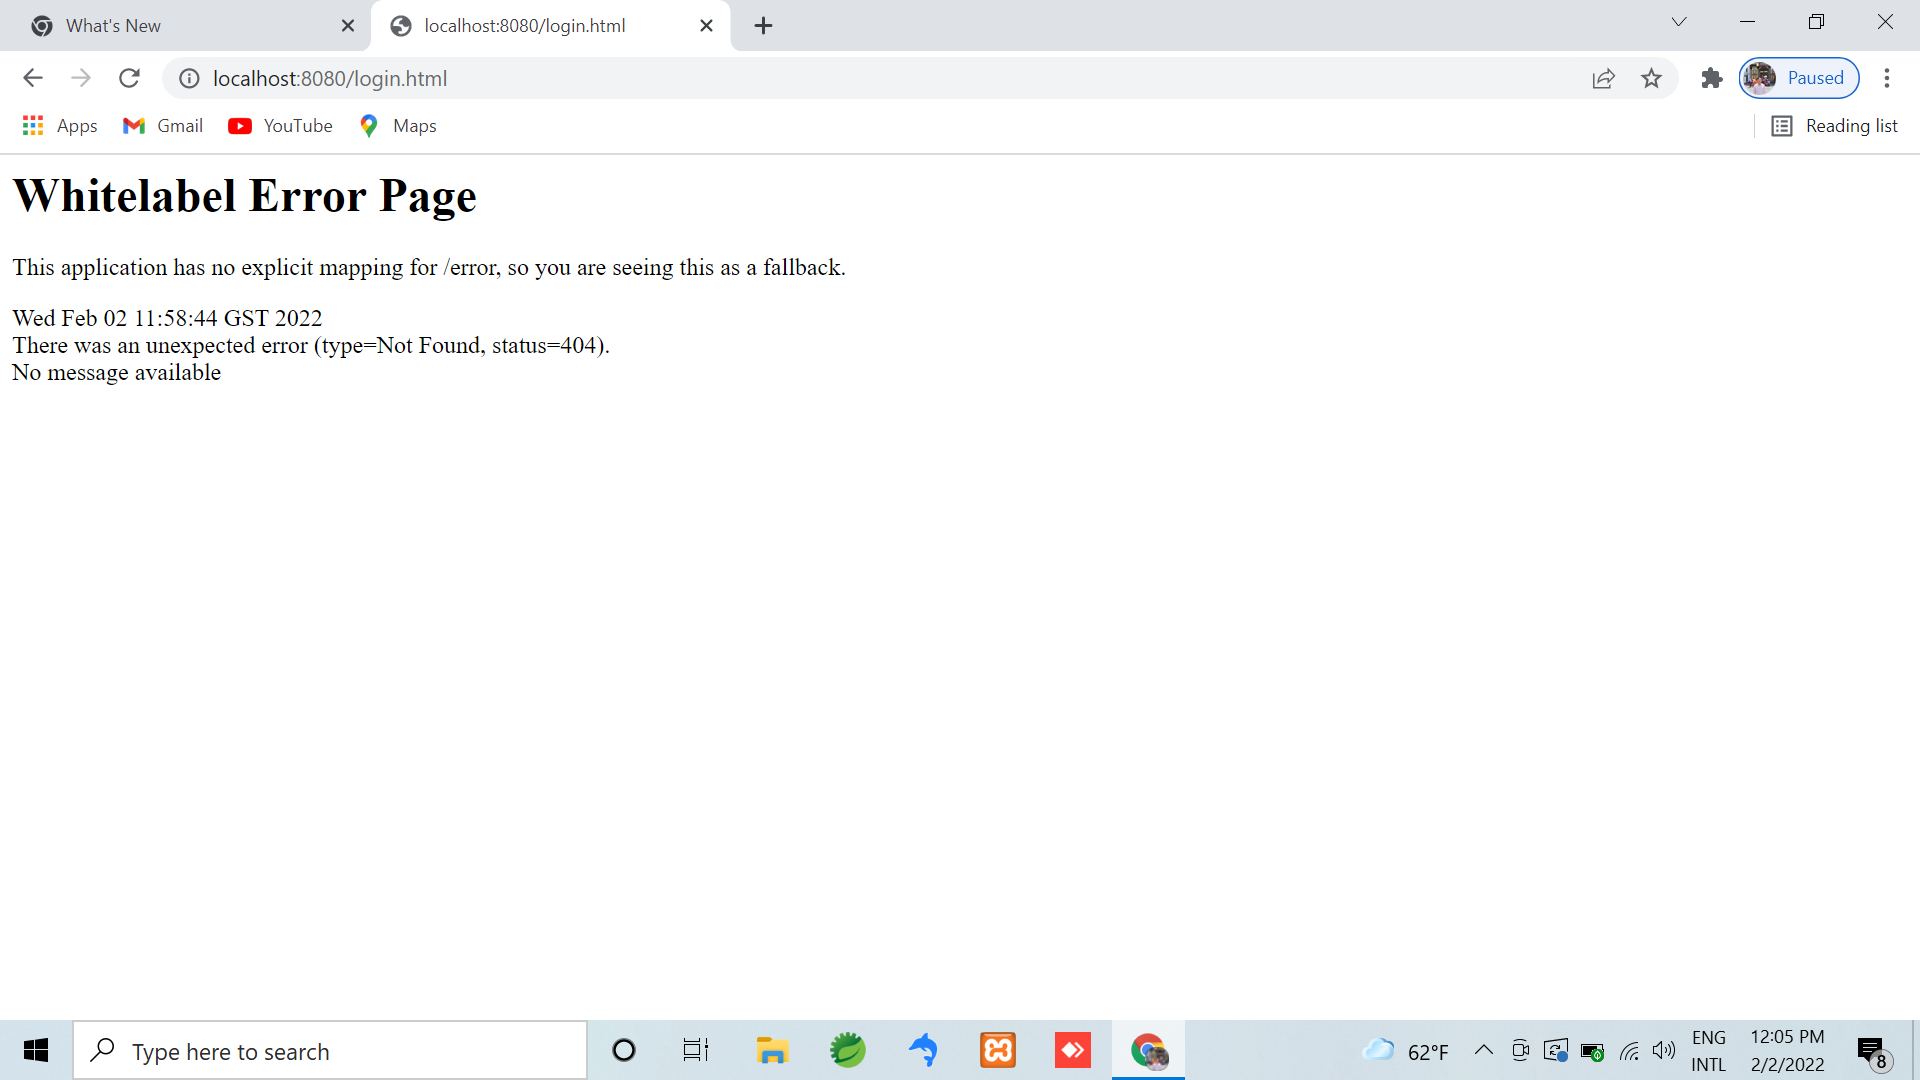 What's New
localhost:8080/login.html
localhost:8080/login.html
Paused
Apps
Gmail
YouTube
Maps
Reading list
Whitelabel Error Page
This application has no explicit mapping for /error, so you are seeing this as a fallback.
Wed Feb 02 11:58:44 GST 2022
There was an unexpected error (type=Not Found, status=404).
No message available
Type here to search
62°F
ENG
INTL
12:05 PM
2/2/2022
8